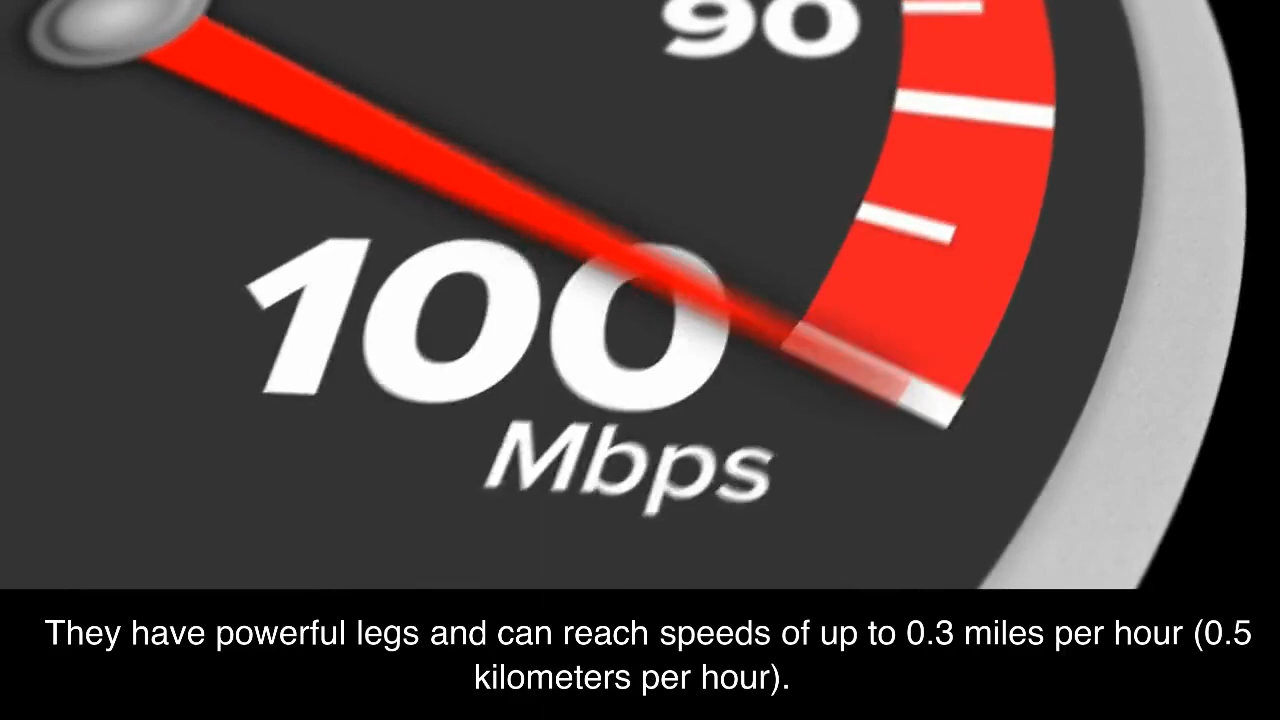 90
100
Mbps
They have powerful legs and can reach speeds of up to 0.3 miles per hour (0.5
kilometers per hour).